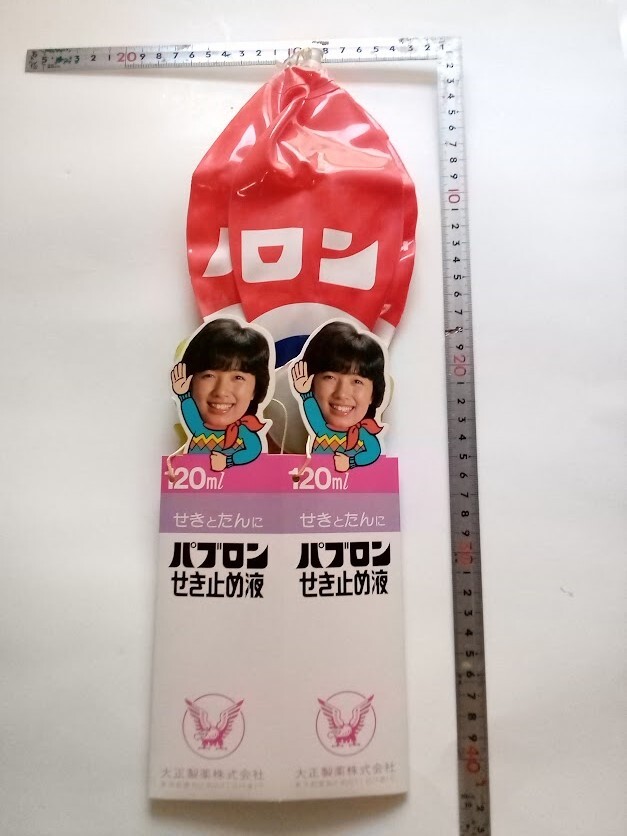 ロン
120ml
せきとたんに
パブロン
せき止め液
大正製薬株式会社
120ml
せきとたんに
パブロン
せき止め液
大正製薬株式会社